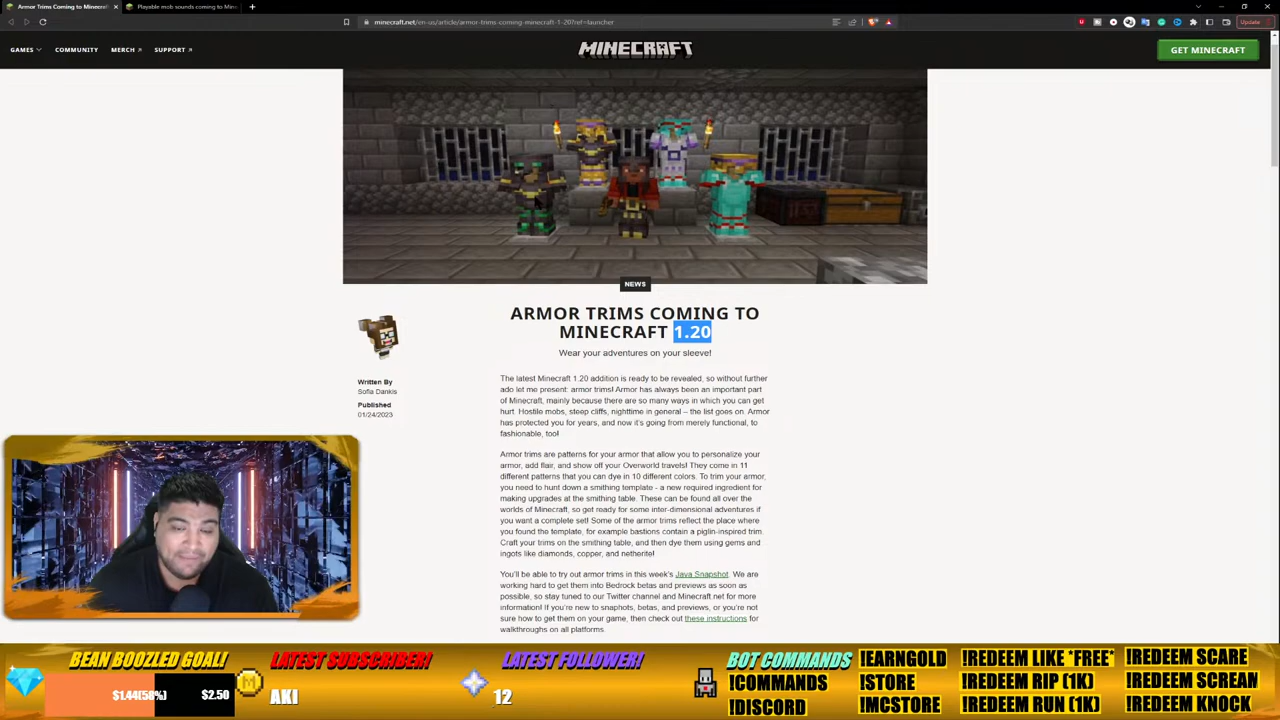 Armor Trims Coming to Minecraft
Playable mob sounds coming to Min
minecraft.net/en-us/article/armor-trims-coming-minecraft-1-20?ref=launcher
Update
GAMES
COMMUNITY
MERCH
SUPPORT
MINECRAFT
GET MINECRAFT
NEWS
ARMOR TRIMS COMING TO
MINECRAFT 1.20
Wear your adventures on your sleeve!
Written By
Sofia Dankis
Published
01/24/2023
The latest Minecraft 1.20 addition is ready to be revealed, so without further
ado let me present: armor trims! Armor has always been an important part
of Minecraft, mainly because there are so many ways in which you can get
hurt. Hostile mobs, steep cliffs, nighttime in general – the list goes on. Armor
has protected you for years, and now it's going from merely functional, to
fashionable, too!
Armor trims are patterns for your armor that allow you to personalize your
armor, add flair, and show off your Overworld travels! They come in 11
different patterns that you can dye in 10 different colors. To trim your armor,
you need to hunt down a smithing template - a new required ingredient for
making upgrades at the smithing table. These can be found all over the
worlds of Minecraft, so get ready for some inter-dimensional adventures if
you want a complete set! Some of the armor trims reflect the place where
you found the template, for example bastions contain a piglin-inspired trim.
Craft your trims on the smithing table, and then dye them using gems and
ingots like diamonds, copper, and netherite!
You'll be able to try out armor trims in this week's Java Snapshot. We are
working hard to get them into Bedrock betas and previews as soon as
possible, so stay tuned to our Twitter channel and Minecraft.net for more
information! If you're new to snaphots, betas, and previews, or you're not
sure how to get them on your game, then check out these instructions for
walkthroughs on all platforms.
BEAN BOOZLED GOAL!
$1.44(58%)
$2.50
LATEST SUBSCRIBER!
AKI
LATEST FOLLOWER!
12
BOT COMMANDS
!COMMANDS
!DISCORD
!EARNGOLD
!STORE
!MCSTORE
!REDEEM LIKE *FREE*
!REDEEM RIP (1K)
!REDEEM RUN (1K)
!REDEEM SCARE
!REDEEM SCREAM
!REDEEM KNOCK